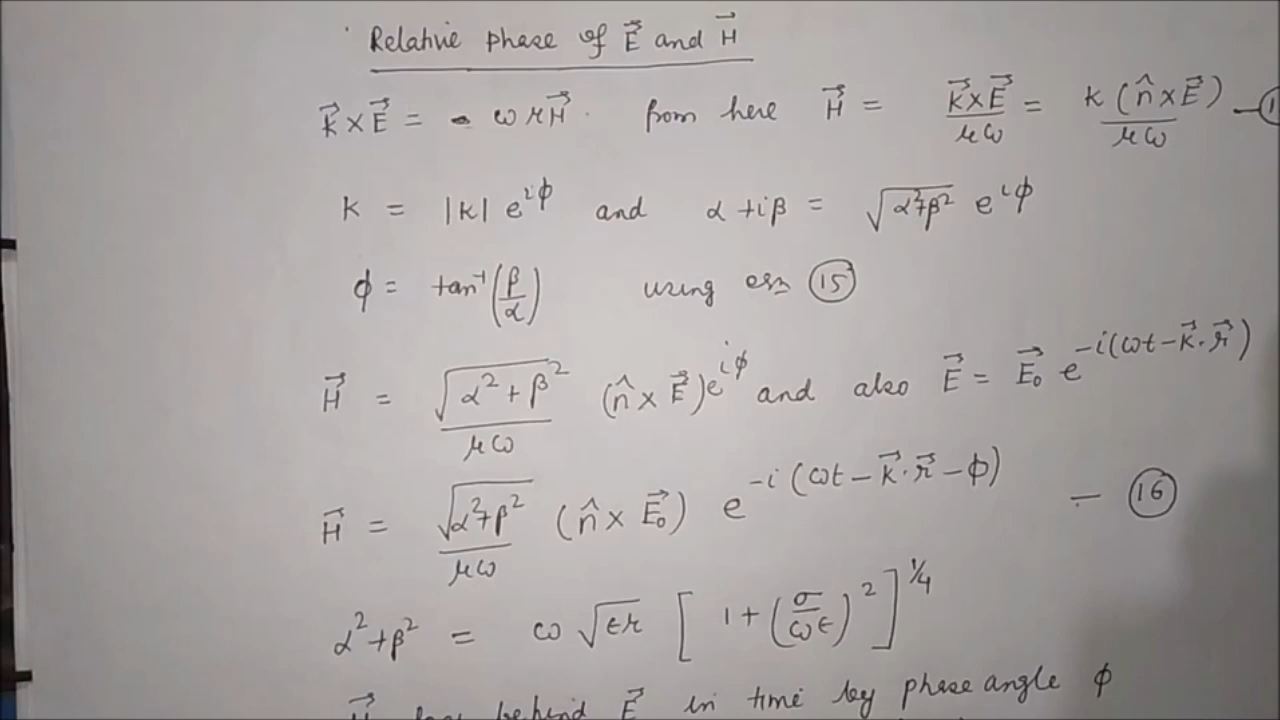 Relative phase of E⃗ and H⃗
K⃗ × E⃗ = - ω μ H⃗. from here H⃗ = K⃗×E⃗/μω = K(n̂×E⃗)/μω —
K = |K| e^{iφ} and α + iβ = √(α²+β²) e^{iφ}
φ = tan⁻¹(β/α) using eqn (15)
H⃗ = √(α²+β²)/μω (n̂ × E⃗) e^{iφ} and also E⃗ = E⃗₀ e^{-i(ωt-K⃗·r⃗)}
H⃗ = √(α²+β²)/μω (n̂ × E⃗₀) e^{-i(ωt-K⃗·r⃗-φ)} — (16)
α²+β² = ω √(εμ) [1+(σ/ωε)²]^{1/4}
H⃗ lags behind E⃗ in time by phase angle φ